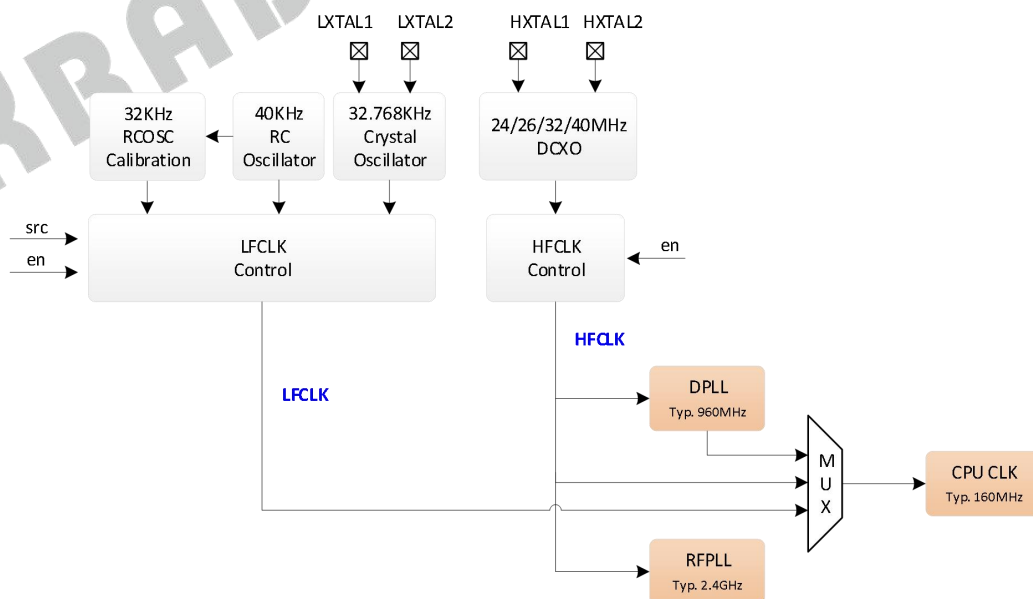 LXTAL1
LXTAL2
HXTAL1
HXTAL2
32KHz
RCOSC
Calibration
40KHz
RC
Oscillator
32.768KHz
Crystal
Oscillator
24/26/32/40MHz
DCXO
src
en
LFCLK
Control
HFCLK
Control
en
HFCLK
LFCLK
DPLL
Typ. 960MHz
M
U
X
CPU CLK
Typ. 160MHz
RFPLL
Typ. 2.4GHz